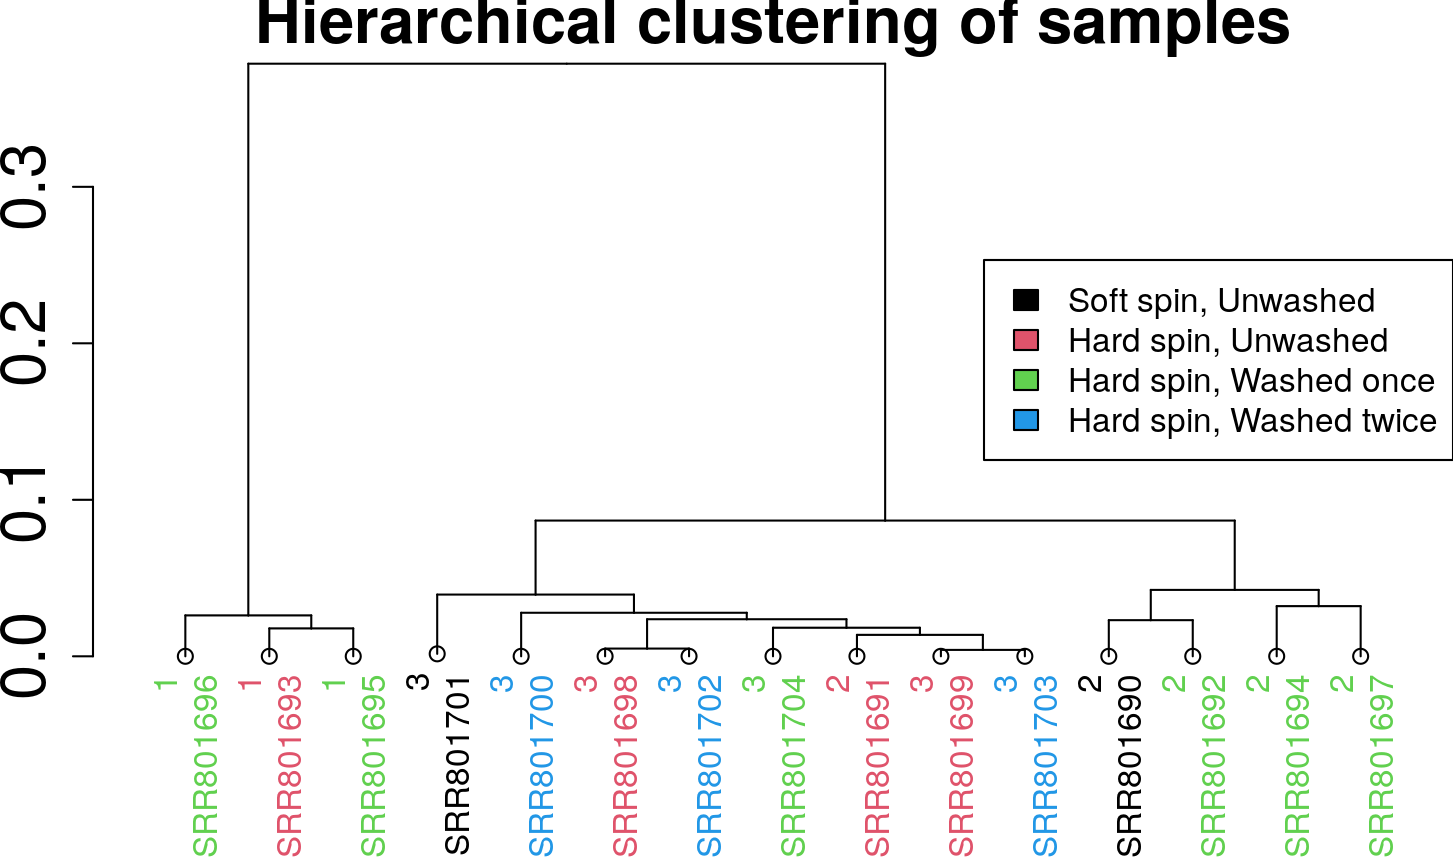 Hierarchical clustering of samples
0.3
0.2
0.1
0.0
Soft spin, Unwashed
Hard spin, Unwashed
Hard spin, Washed once
Hard spin, Washed twice
1
SRR801696
1
SRR801693
1
SRR801695
3
SRR801701
3
SRR801700
3
SRR801698
3
SRR801702
3
SRR801704
2
SRR801691
3
SRR801699
3
SRR801703
2
SRR801690
2
SRR801692
2
SRR801694
2
SRR801697